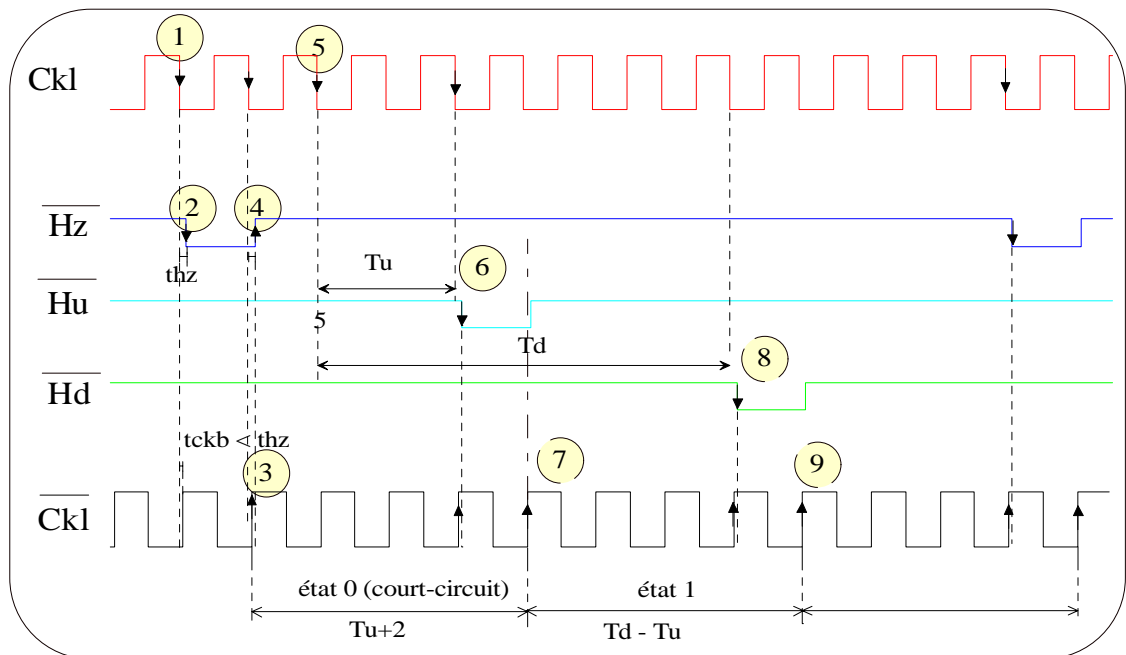 1
5
Ckl
2
4
Hz
thz
Tu
6
Hu
5
Td
8
Hd
tckb < thz
3
7
9
Ckl
état 0 (court-circuit)
état 1
Tu+2
Td - Tu